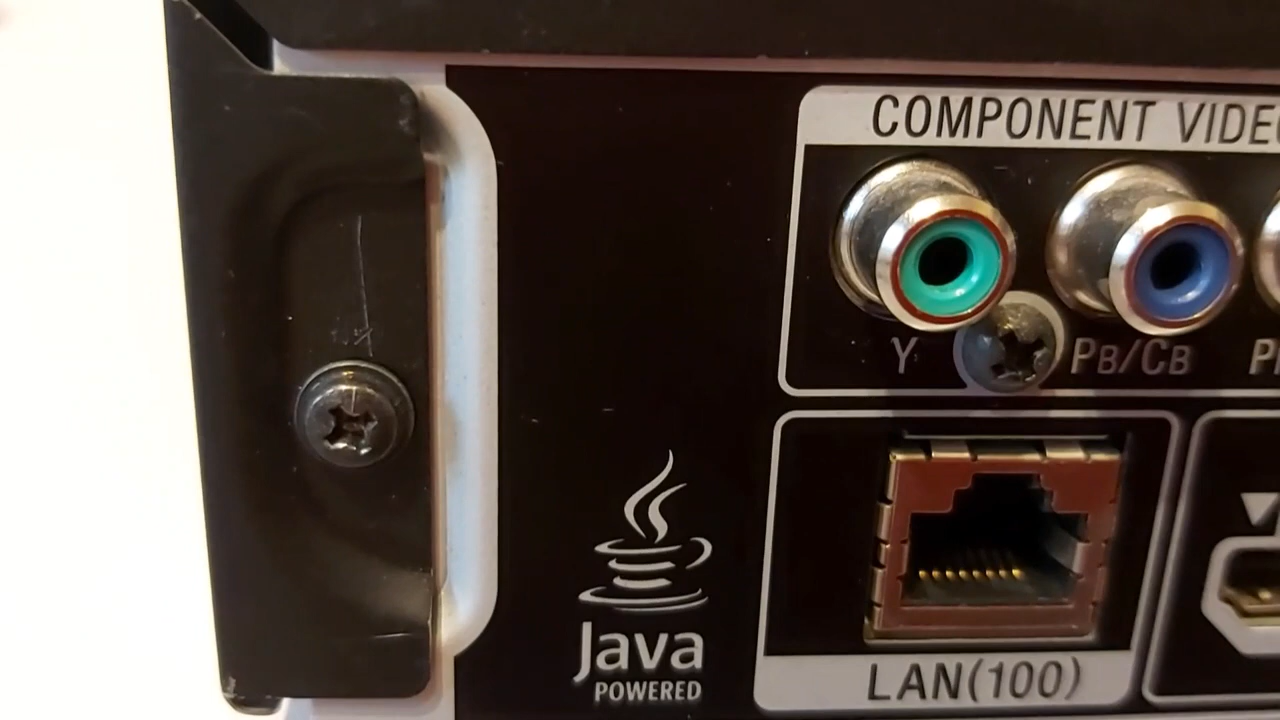 COMPONENT VIDEO
Y
PB/CB
Java
POWERED
LAN(100)